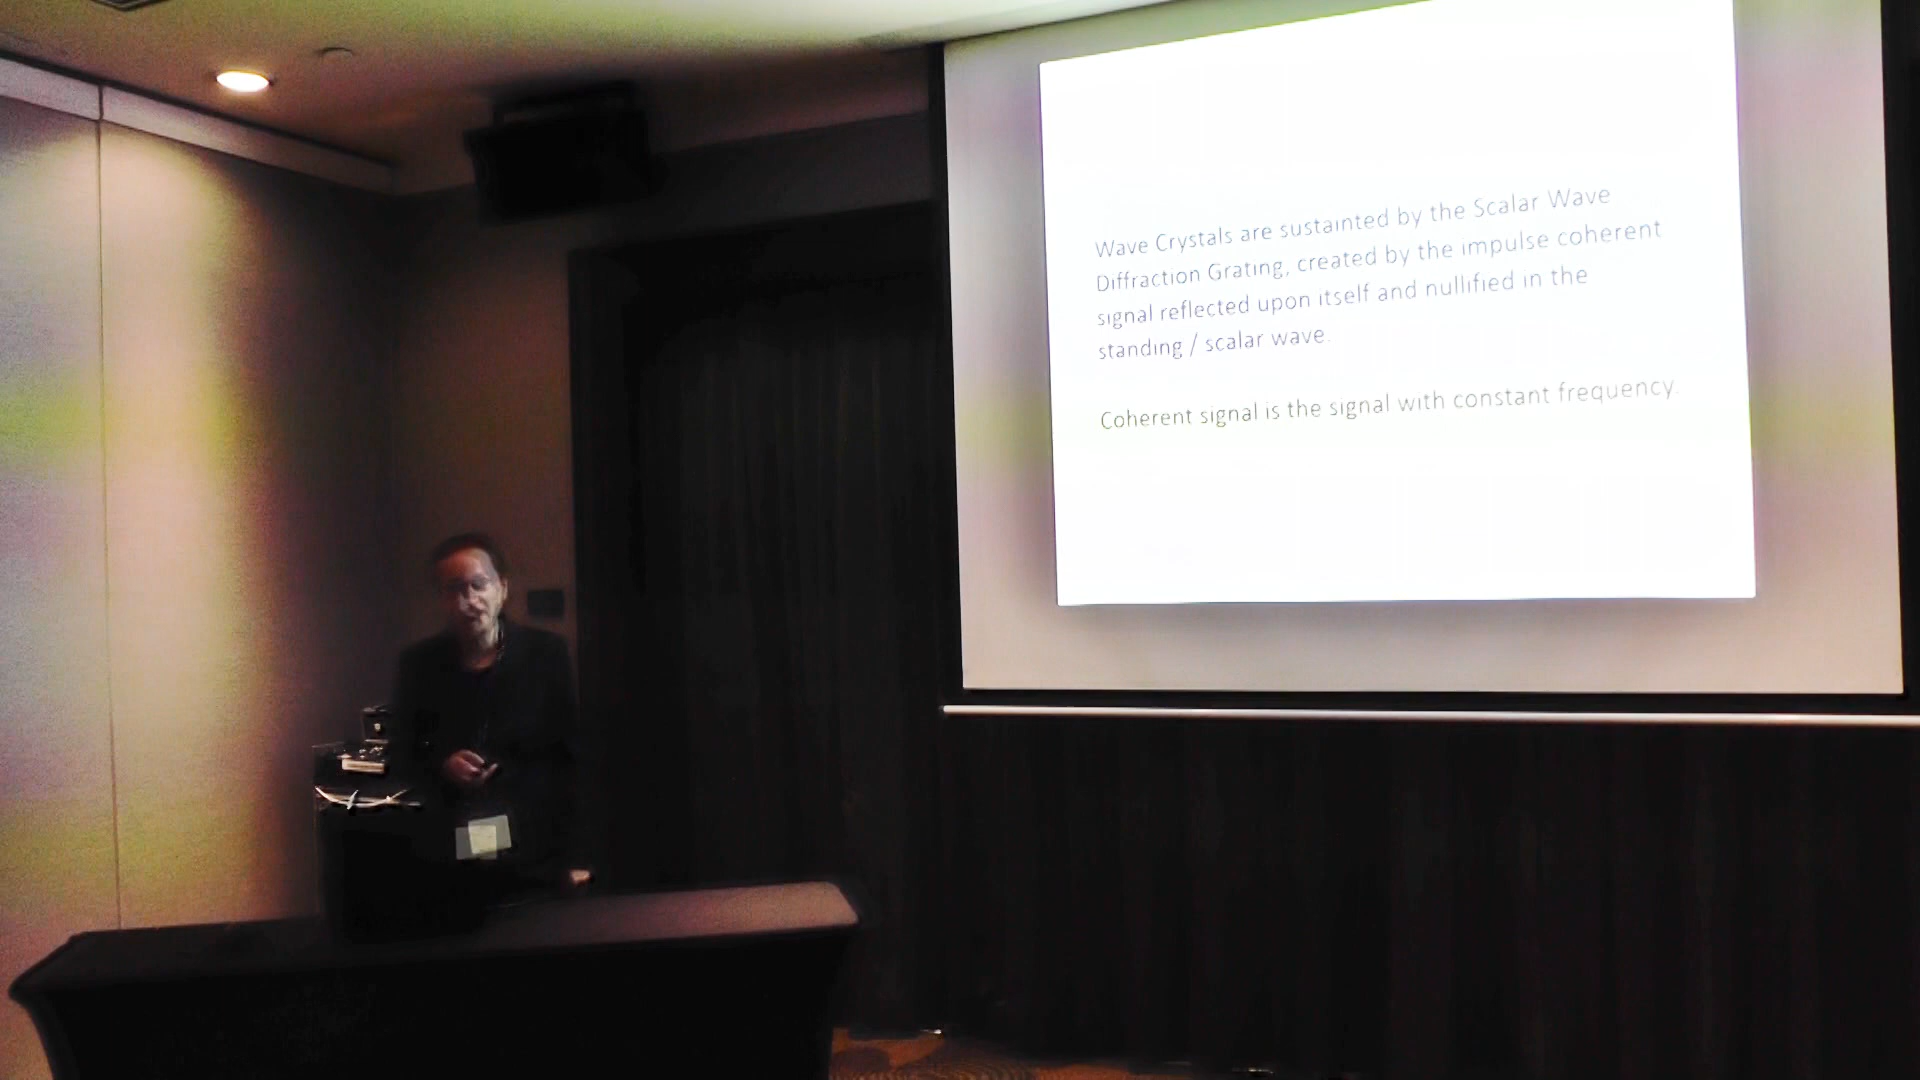 Wave Crystals are sustainted by the Scalar Wave
Diffraction Grating, created by the impulse coherent
signal reflected upon itself and nullified in the
standing / scalar wave.
Coherent signal is the signal with constant frequency.